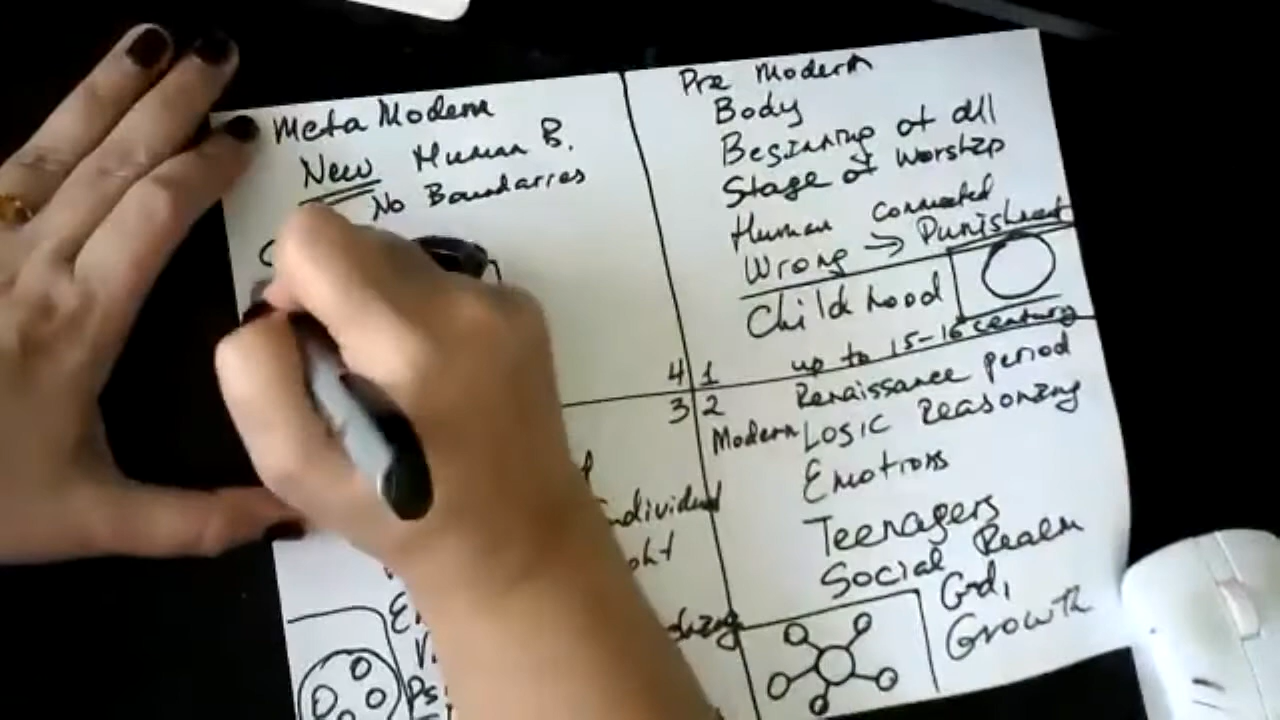 Meta Modern
New Human B.
No Boundaries
4
Pre Modern
Body
Beginning of all
Stage of Worship
Human connected
Wrong → Punishment
Childhood
up to 15-16 century
1
3
2
Renaissance period
Modern Logic Reasoning
Emotions
Teenagers
Social Realm
God,
Growth